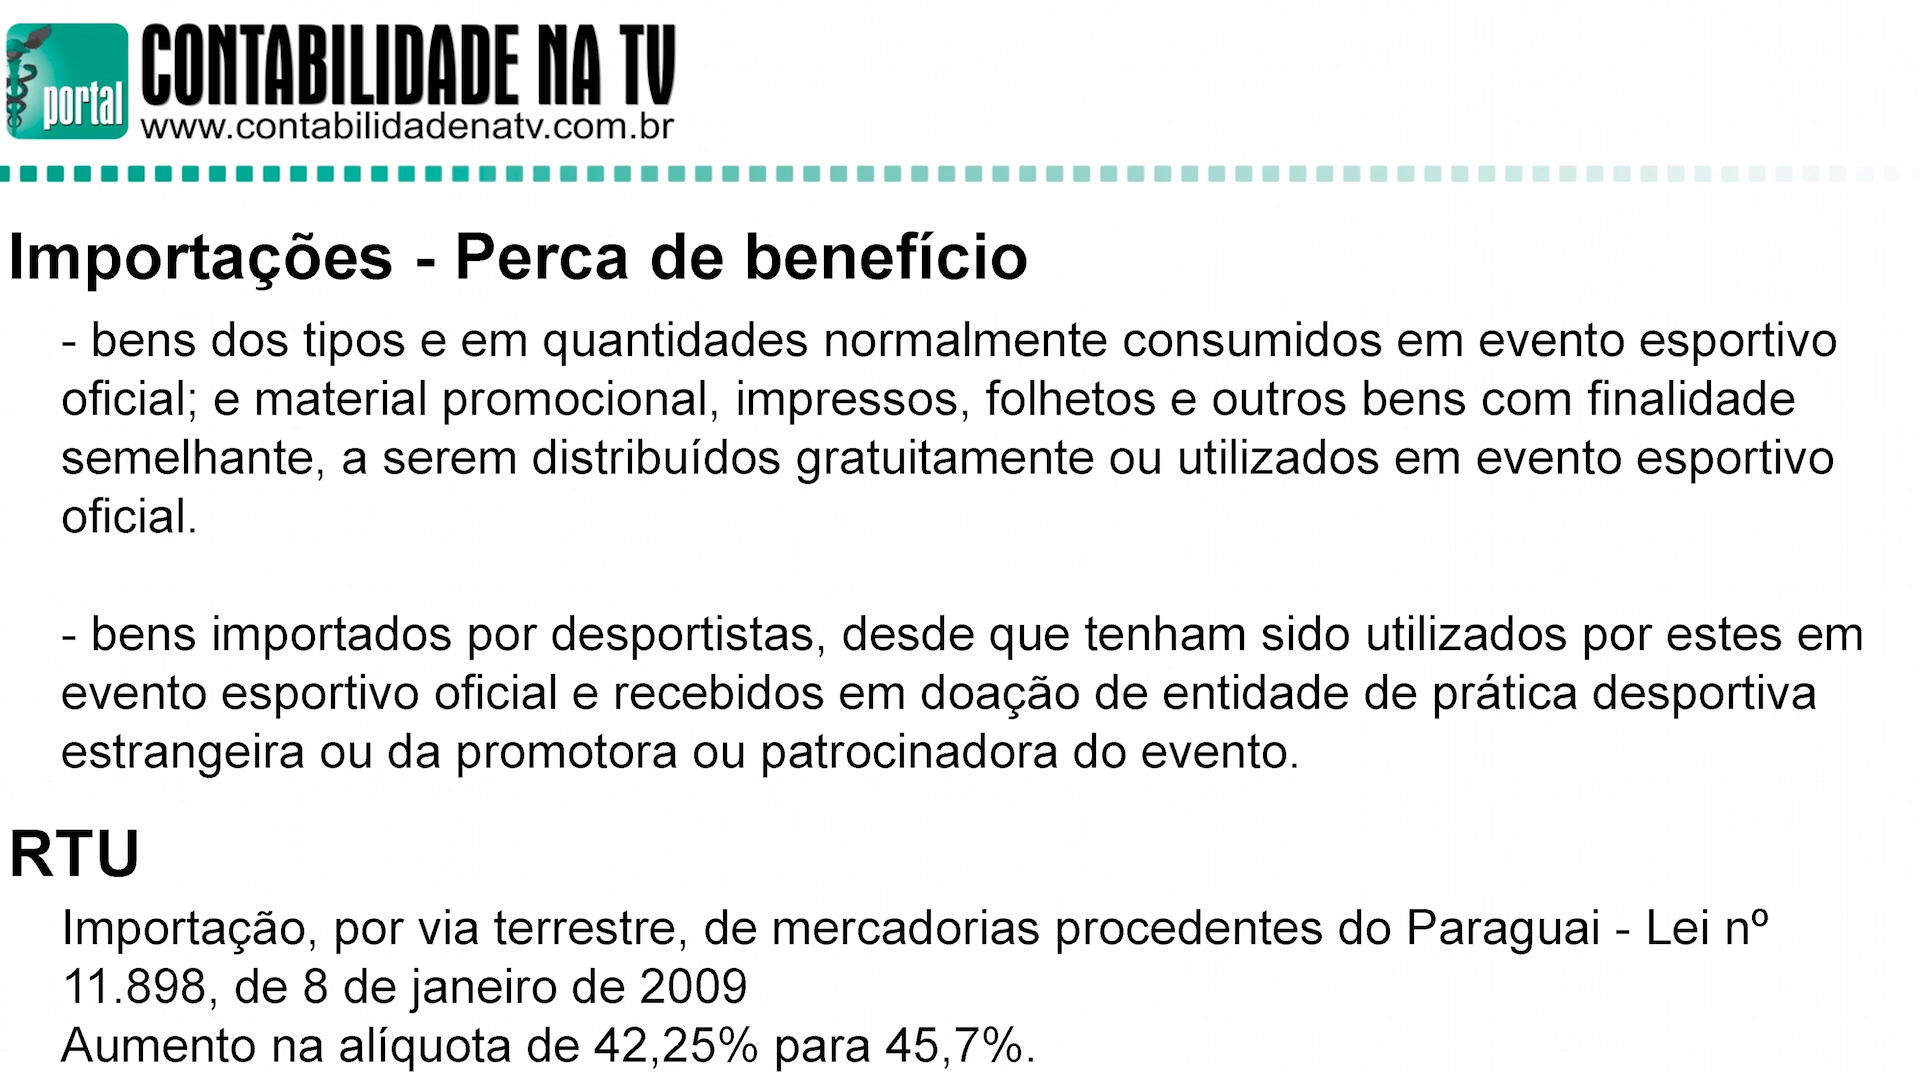 portal
CONTABILIDADE NA TV
www.contabilidadenatv.com.br
Importações - Perca de benefício
- bens dos tipos e em quantidades normalmente consumidos em evento esportivo
oficial; e material promocional, impressos, folhetos e outros bens com finalidade
semelhante, a serem distribuídos gratuitamente ou utilizados em evento esportivo
oficial.
- bens importados por desportistas, desde que tenham sido utilizados por estes em
evento esportivo oficial e recebidos em doação de entidade de prática desportiva
estrangeira ou da promotora ou patrocinadora do evento.
RTU
Importação, por via terrestre, de mercadorias procedentes do Paraguai - Lei nº
11.898, de 8 de janeiro de 2009
Aumento na alíquota de 42,25% para 45,7%.